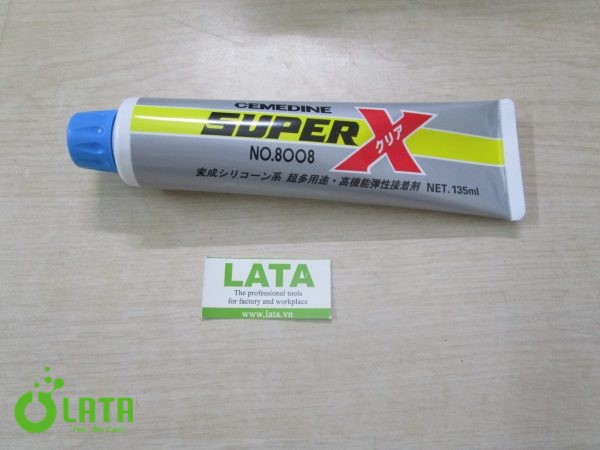 CEMEDINE
SUPER X
クリア
NO.8008
変成シリコーン系 超多用途・高機能弾性接着剤 NET.135ml
LATA
The professional tools
for factory and workplace
www.lata.vn
LATA